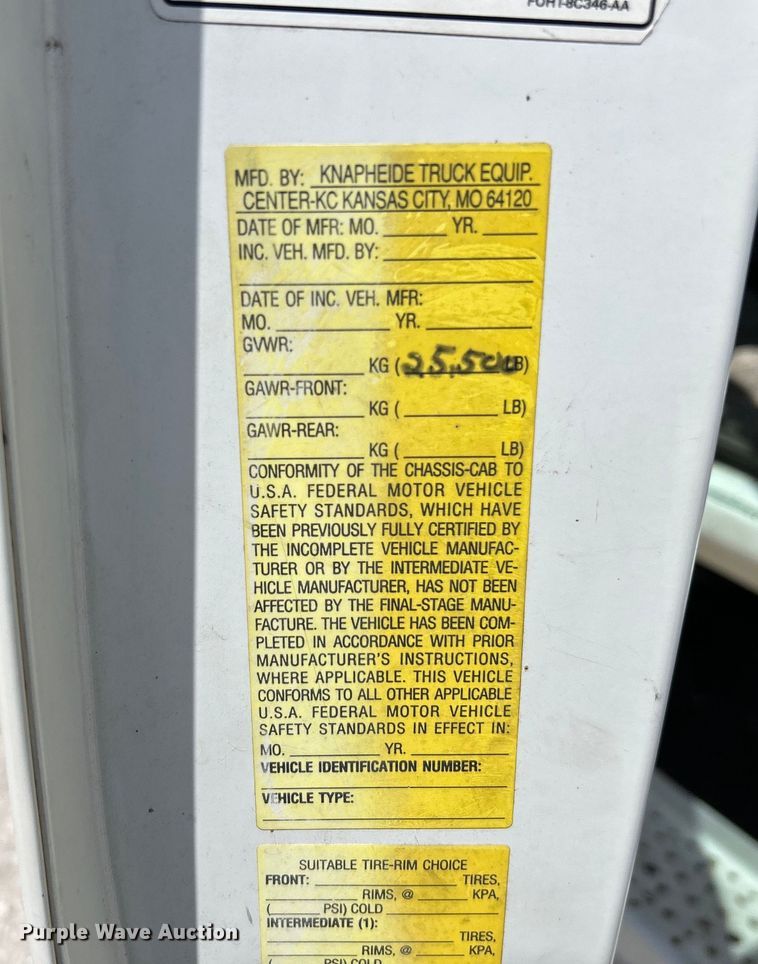 F0HT-8C346-AA
MFD. BY: KNAPHEIDE TRUCK EQUIP.
CENTER-KC KANSAS CITY, MO 64120
DATE OF MFR: MO. YR.
INC. VEH. MFD. BY:
DATE OF INC. VEH. MFR:
MO. YR.
GVWR:
KG ( 25,500 LB)
GAWR-FRONT:
KG ( LB)
GAWR-REAR:
KG ( LB)
CONFORMITY OF THE CHASSIS-CAB TO
U.S.A. FEDERAL MOTOR VEHICLE
SAFETY STANDARDS, WHICH HAVE
BEEN PREVIOUSLY FULLY CERTIFIED BY
THE INCOMPLETE VEHICLE MANUFAC-
TURER OR BY THE INTERMEDIATE VE-
HICLE MANUFACTURER, HAS NOT BEEN
AFFECTED BY THE FINAL-STAGE MANU-
FACTURE. THE VEHICLE HAS BEEN COM-
PLETED IN ACCORDANCE WITH PRIOR
MANUFACTURER'S INSTRUCTIONS,
WHERE APPLICABLE. THIS VEHICLE
CONFORMS TO ALL OTHER APPLICABLE
U.S.A. FEDERAL MOTOR VEHICLE
SAFETY STANDARDS IN EFFECT IN:
MO. YR.
VEHICLE IDENTIFICATION NUMBER:
VEHICLE TYPE:
SUITABLE TIRE-RIM CHOICE
FRONT: TIRES,
RIMS, @ KPA,
( PSI) COLD
INTERMEDIATE (1):
TIRES,
RIMS, @ KPA,
( PSI) COLD
Purple Wave Auction